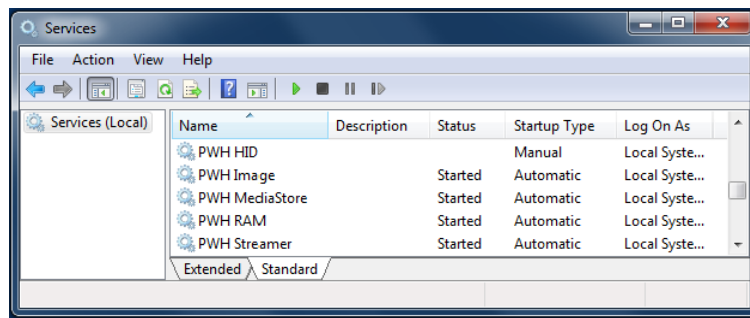 Services
File Action View Help
Services (Local)
Name Description Status Startup Type Log On As
PWH HID Manual Local Syste...
PWH Image Started Automatic Local Syste...
PWH MediaStore Started Automatic Local Syste...
PWH RAM Started Automatic Local Syste...
PWH Streamer Started Automatic Local Syste...
Extended Standard